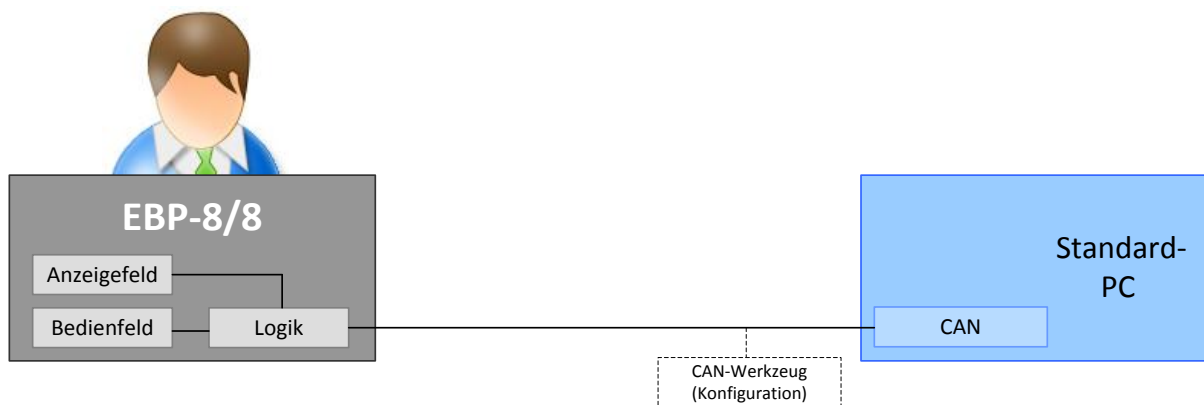 EBP-8/8
Anzeigefeld
Bedienfeld
Logik
Standard-
PC
CAN
CAN-Werkzeug
(Konfiguration)